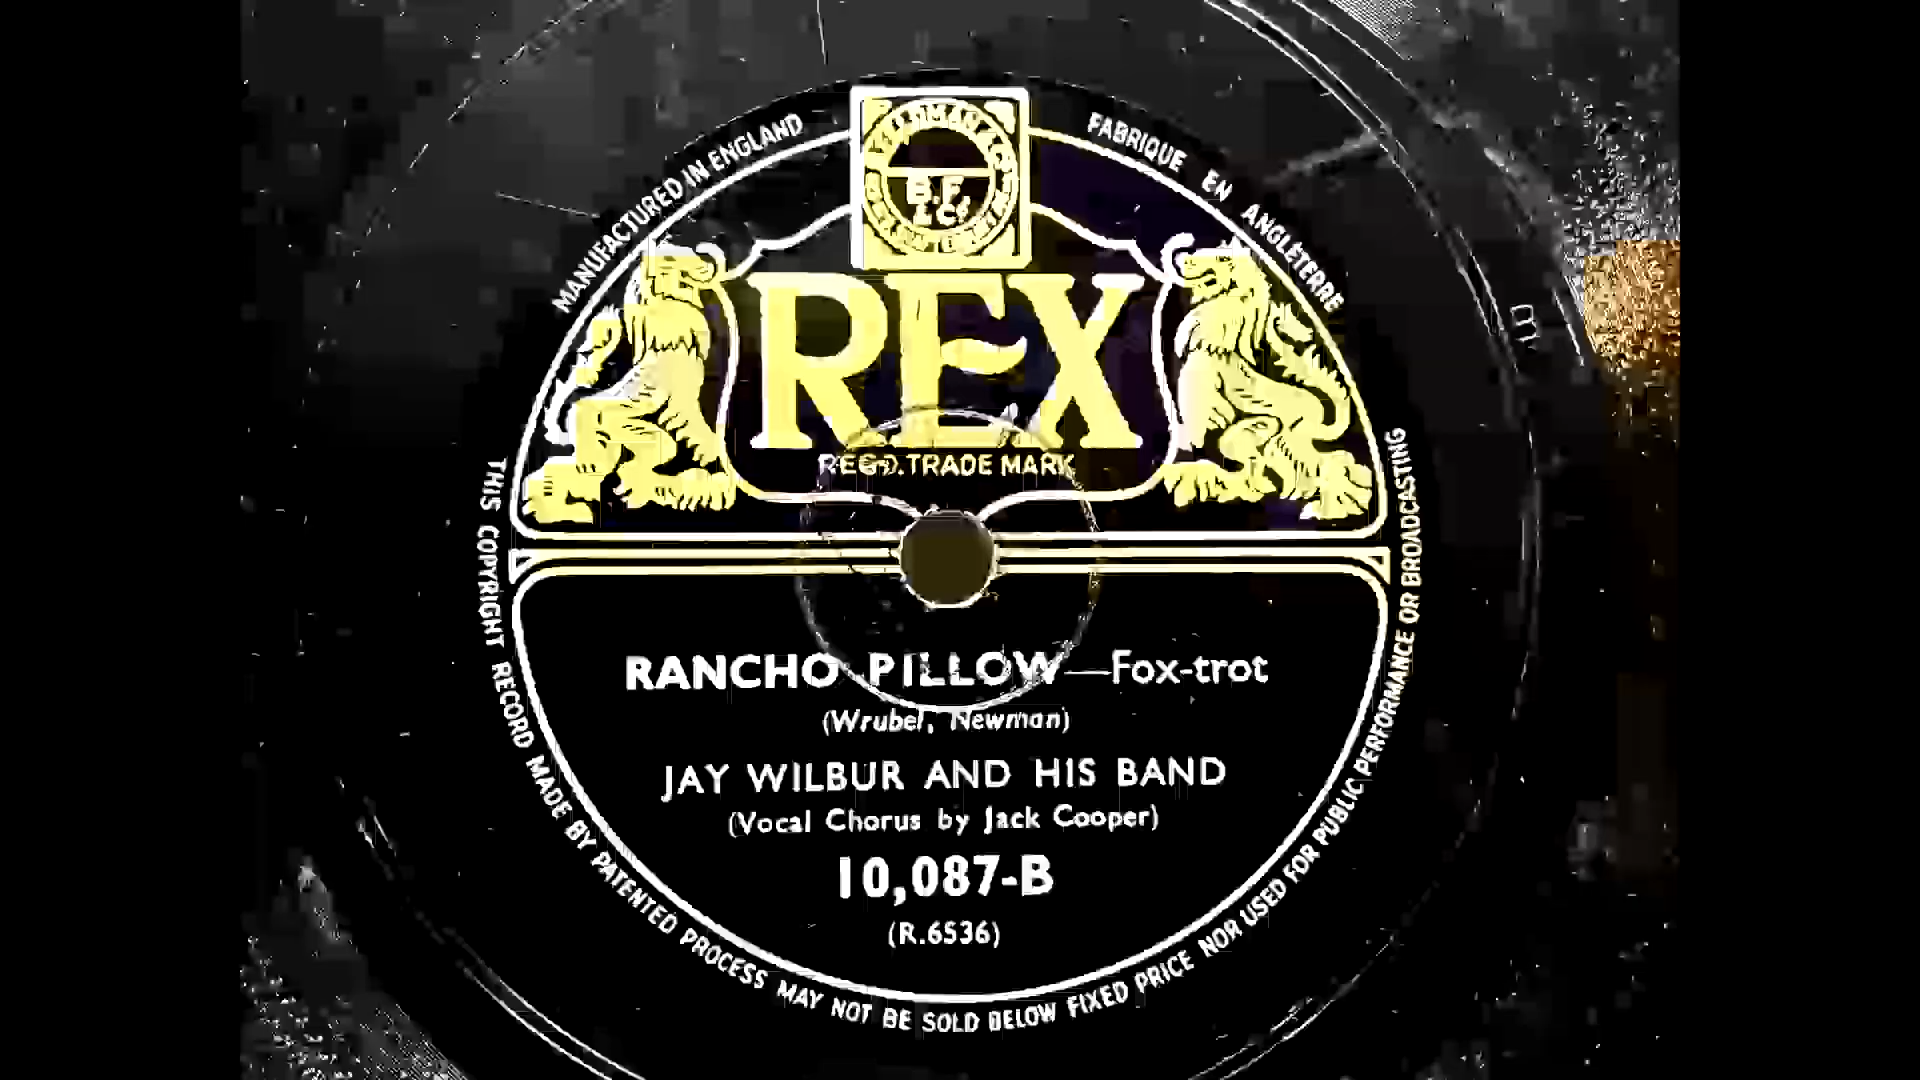 MANUFACTURED IN ENGLAND
FABRIQUE EN ANGLETERRE
B.F.
& Co.
REX
REGD. TRADE MARK
RANCHO PILLOW—Fox-trot
(Wrubel, Newman)
JAY WILBUR AND HIS BAND
(Vocal Chorus by Jack Cooper)
10,087-B
(R.6536)
THIS COPYRIGHT RECORD MADE BY PATENTED PROCESS MAY NOT BE SOLD BELOW FIXED PRICE NOR USED FOR PUBLIC PERFORMANCE OR BROADCASTING